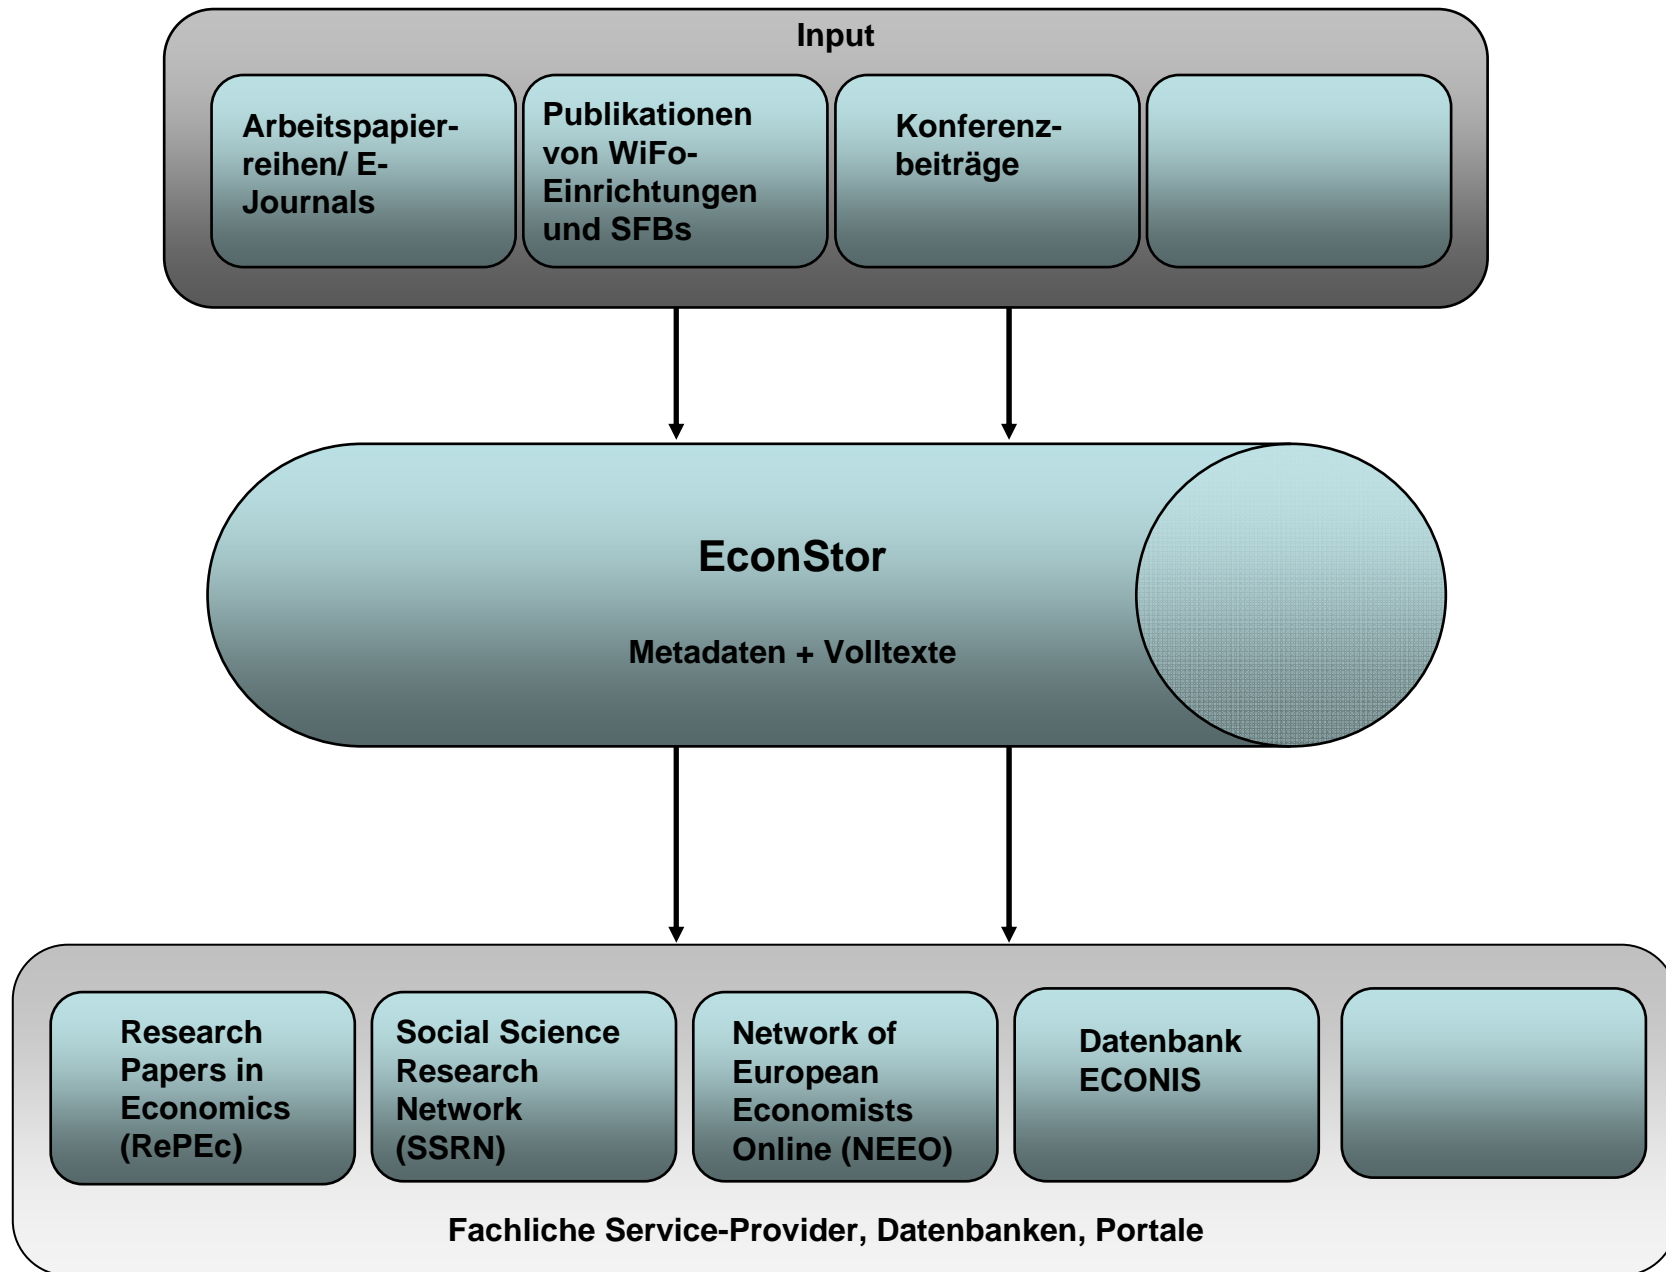 Input
Arbeitspapier-
reihen/ E-
Journals
Publikationen
von WiFo-
Einrichtungen
und SFBs
Konferenz-
beiträge
EconStor
Metadaten + Volltexte
Research
Papers in
Economics
(RePEc)
Social Science
Research
Network
(SSRN)
Network of
European
Economists
Online (NEEO)
Datenbank
ECONIS
Fachliche Service-Provider, Datenbanken, Portale